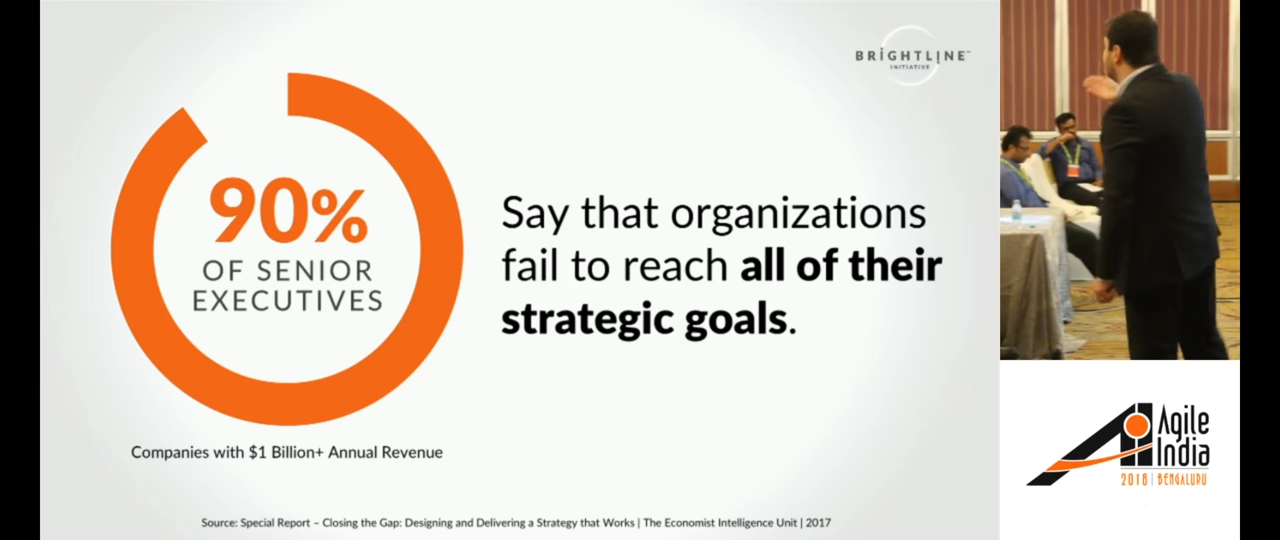 BRiGHTL!NE™
INITIATIVE
90%
OF SENIOR
EXECUTIVES
Say that organizations
fail to reach all of their
strategic goals.
Companies with $1 Billion+ Annual Revenue
Source: Special Report – Closing the Gap: Designing and Delivering a Strategy that Works | The Economist Intelligence Unit | 2017
Agile
India
2018 | BENGALURU